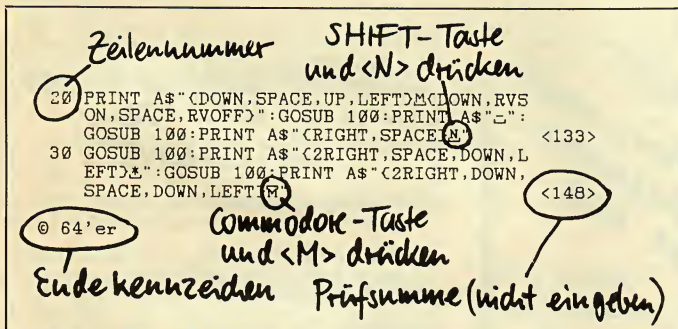 Zeilennummer
SHIFT-Taste
und <N> drücken
20 PRINT A$"{DOWN,SPACE,UP,LEFT}M{DOWN,RVS
ON,SPACE,RVOFF}":GOSUB 100:PRINT A$"-":
GOSUB 100:PRINT A$"{RIGHT,SPACE}N" <133>
30 GOSUB 100:PRINT A$"{2RIGHT,SPACE,DOWN,L
EFT}*":GOSUB 100:PRINT A$"{2RIGHT,DOWN,
SPACE,DOWN,LEFT}M" <148>
© 64'er
Commodore-Taste
und <M> drücken
Endekennzeichen
Prüfsumme (nicht eingeben)